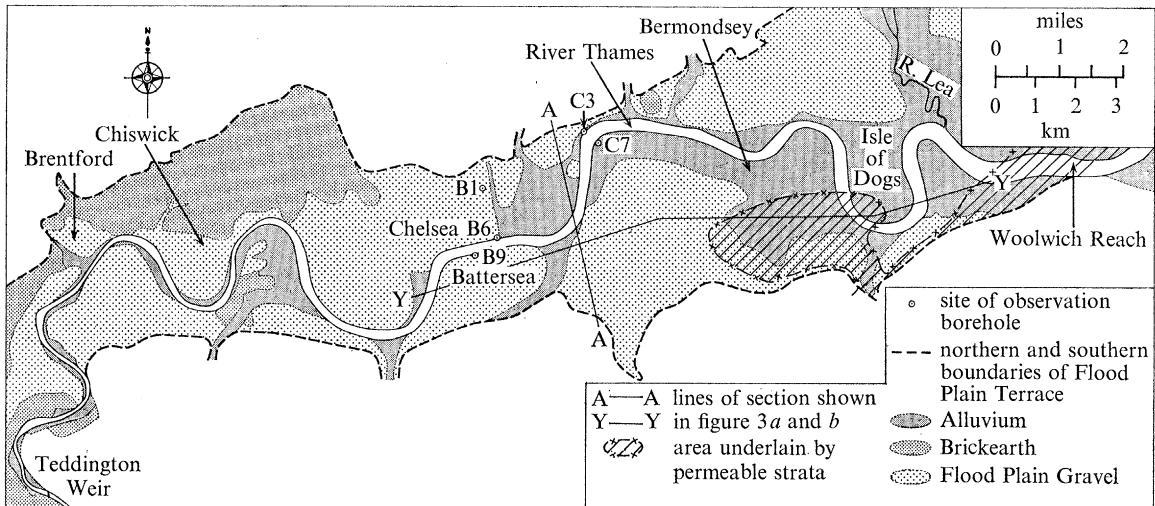 Bermondsey
River Thames
miles
0 1 2
0 1 2 3
km
N
R. Lea
Chiswick
Brentford
A
C3
C7
Isle
of
Dogs
B1
Y
Chelsea B6
B9
Battersea
Y
Woolwich Reach
A
site of observation
borehole
northern and southern
boundaries of Flood
Plain Terrace
A——A lines of section shown
Y——Y in figure 3a and b
area underlain by
permeable strata
Alluvium
Brickearth
Flood Plain Gravel
Teddington
Weir